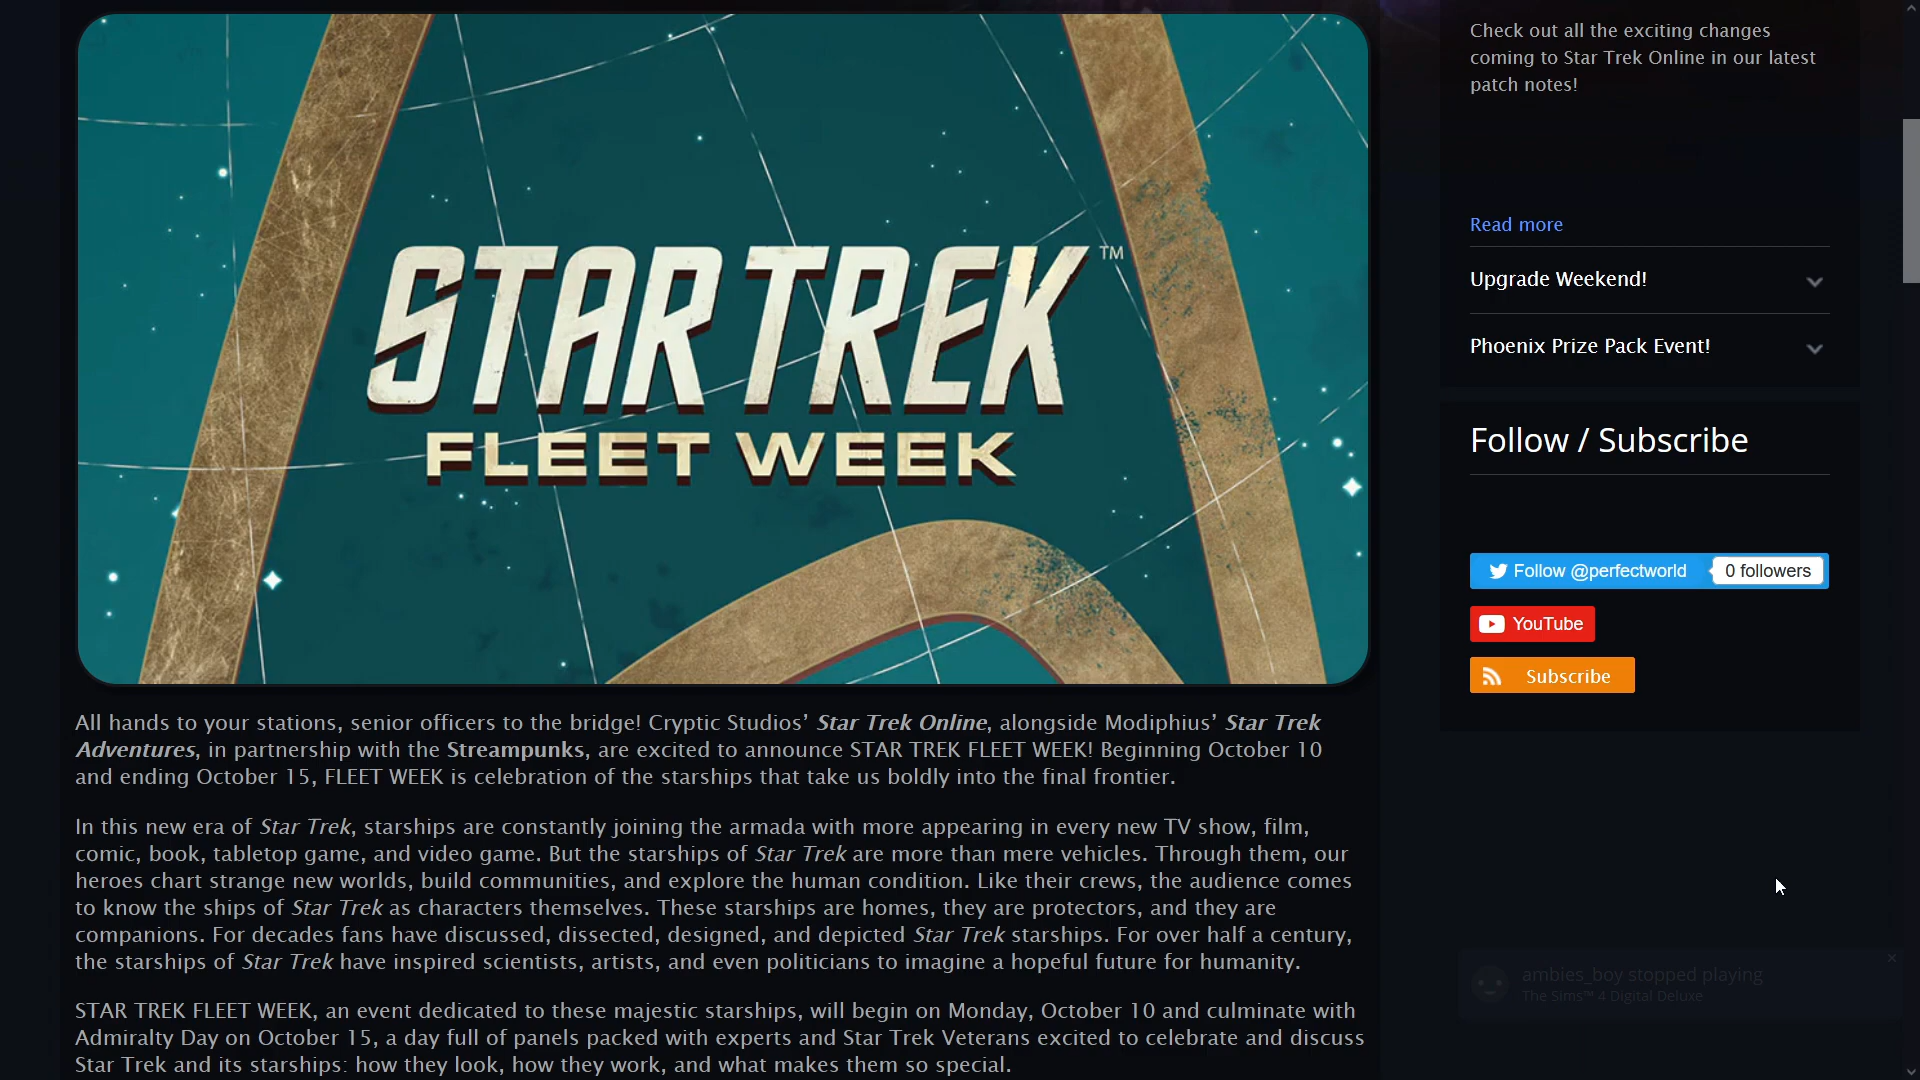 STAR TREK™
FLEET WEEK
All hands to your stations, senior officers to the bridge! Cryptic Studios’ Star Trek Online, alongside Modiphius’ Star Trek
Adventures, in partnership with the Streampunks, are excited to announce STAR TREK FLEET WEEK! Beginning October 10
and ending October 15, FLEET WEEK is celebration of the starships that take us boldly into the final frontier.
In this new era of Star Trek, starships are constantly joining the armada with more appearing in every new TV show, film,
comic, book, tabletop game, and video game. But the starships of Star Trek are more than mere vehicles. Through them, our
heroes chart strange new worlds, build communities, and explore the human condition. Like their crews, the audience comes
to know the ships of Star Trek as characters themselves. These starships are homes, they are protectors, and they are
companions. For decades fans have discussed, dissected, designed, and depicted Star Trek starships. For over half a century,
the starships of Star Trek have inspired scientists, artists, and even politicians to imagine a hopeful future for humanity.
STAR TREK FLEET WEEK, an event dedicated to these majestic starships, will begin on Monday, October 10 and culminate with
Admiralty Day on October 15, a day full of panels packed with experts and Star Trek Veterans excited to celebrate and discuss
Star Trek and its starships: how they look, how they work, and what makes them so special.
Check out all the exciting changes
coming to Star Trek Online in our latest
patch notes!
Read more
Upgrade Weekend!
Phoenix Prize Pack Event!
Follow / Subscribe
Follow @perfectworld 0 followers
YouTube
Subscribe
ambies_boy stopped playing
The Sims™ 4 Digital Deluxe